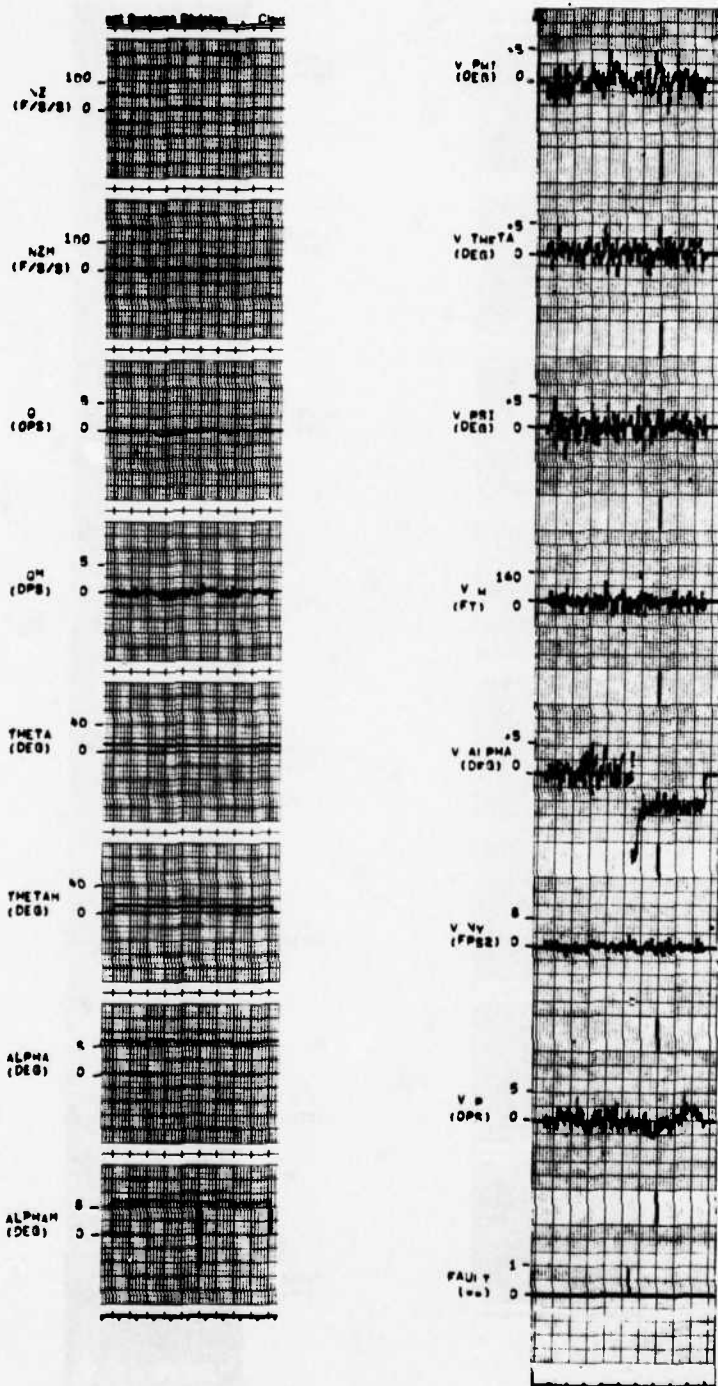 NZ 100
(F/S/S) 0
NZM 100
(F/S/S) 0
Q 5
(DPS) 0
QM 5
(DPS) 0
THETA 40
(DEG) 0
THETAM 40
(DEG) 0
ALPHA
(DEG) 0
ALPHAM
(DEG) 0
V PHI +5
(DEG) 0
V THETA +5
(DEG) 0
V PSI +5
(DEG) 0
V 160
(FT) 0
V ALPHA +5
(DEG) 0
V NY 8
(FPS2) 0
V P 5
(DPS) 0
FAULT 1
0